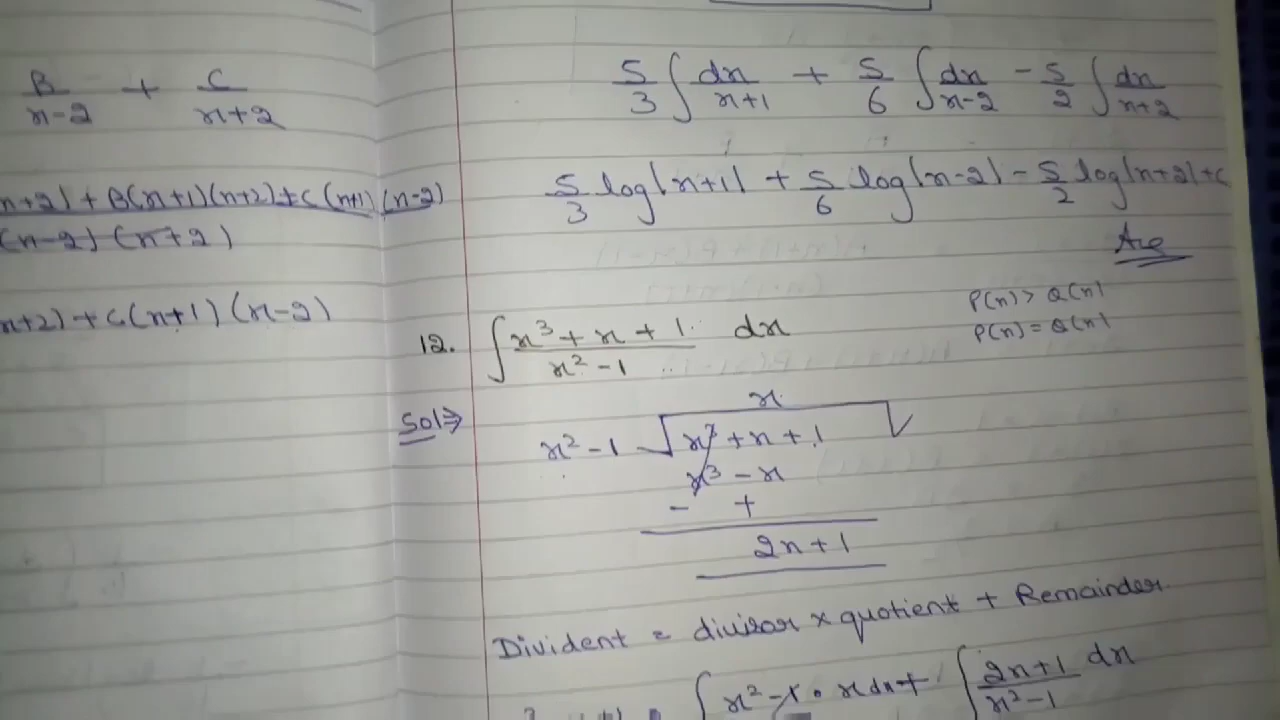 B/x-2 + C/x+2
x+2) + B(x+1)(x+2) + C(x+1)(x-2)
(x-2)(x+2)
x+2) + C(x+1)(x-2)
5/3 ∫ dx/x+1 + 5/6 ∫ dx/x-2 - 5/2 ∫ dx/x+2
5/3 log|x+1| + 5/6 log|x-2| - 5/2 log|x+2| + C
Ans
P(x) > Q(x)
P(x) = Q(x)
12. ∫ x³ + x + 1/x² - 1 dx
Sol⇒
x
x² - 1 √ x³ + x + 1
x³ - x
- +
2x + 1
Divident = divisor × quotient + Remainder
∫ x² - 1 · x dx + ∫ 2x+1/x²-1 dx